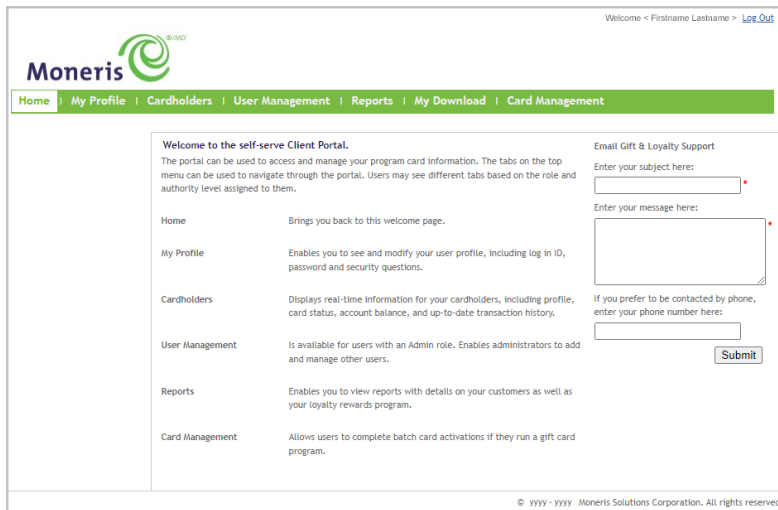 Welcome < Firstname Lastname > Log Out
®/MD
Moneris
Home | My Profile | Cardholders | User Management | Reports | My Download | Card Management
Welcome to the self-serve Client Portal.
The portal can be used to access and manage your program card information. The tabs on the top
menu can be used to navigate through the portal. Users may see different tabs based on the role and
authority level assigned to them.
Home Brings you back to this welcome page.
My Profile Enables you to see and modify your user profile, including log in ID,
password and security questions.
Cardholders Displays real-time information for your cardholders, including profile,
card status, account balance, and up-to-date transaction history.
User Management Is available for users with an Admin role. Enables administrators to add
and manage other users.
Reports Enables you to view reports with details on your customers as well as
your loyalty rewards program.
Card Management Allows users to complete batch card activations if they run a gift card
program.
Email Gift & Loyalty Support
Enter your subject here:
*
Enter your message here:
*
If you prefer to be contacted by phone,
enter your phone number here:
Submit
© yyyy - yyyy Moneris Solutions Corporation. All rights reserved